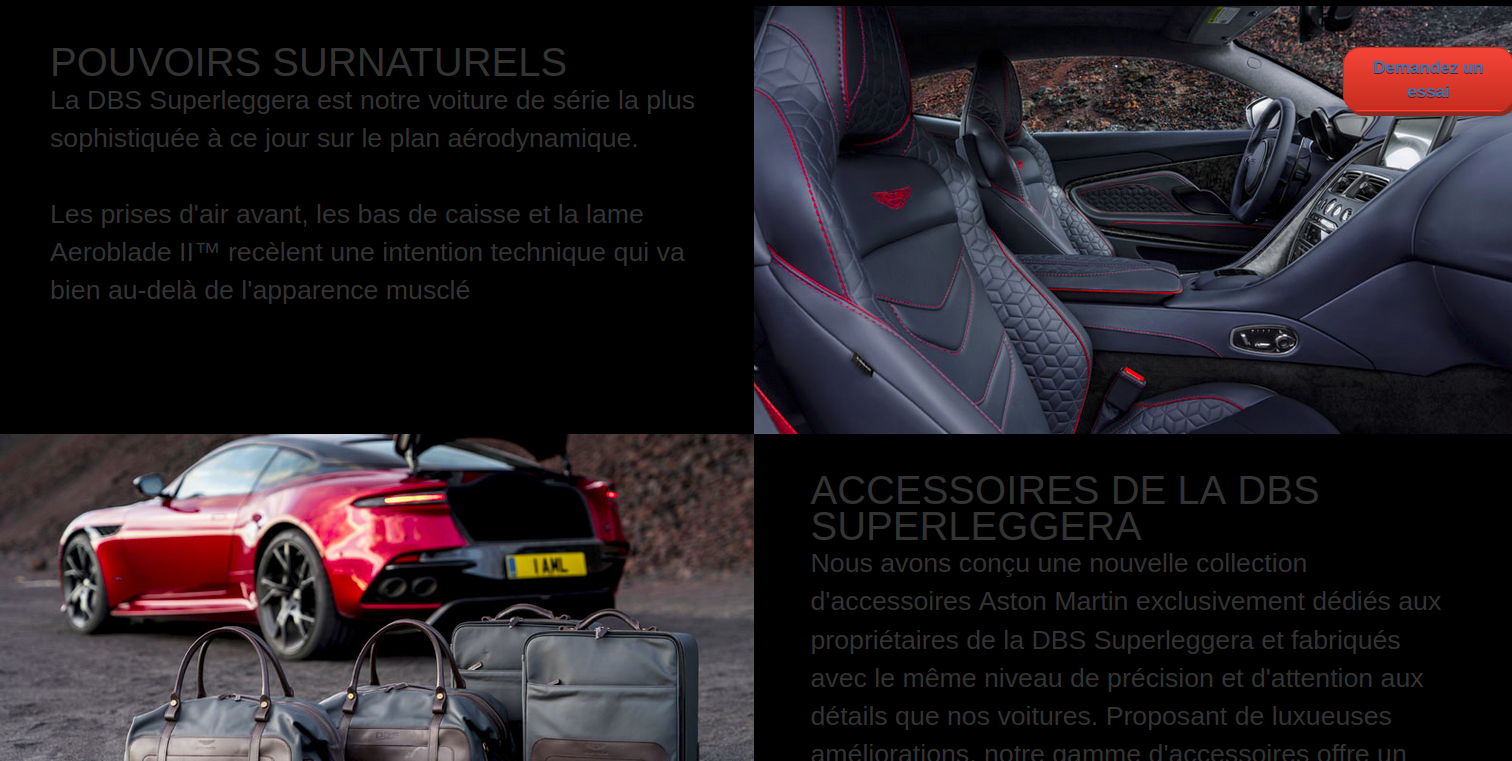 POUVOIRS SURNATURELS
La DBS Superleggera est notre voiture de série la plus
sophistiquée à ce jour sur le plan aérodynamique.
Les prises d'air avant, les bas de caisse et la lame
Aeroblade II™ recèlent une intention technique qui va
bien au-delà de l'apparence musclé
Demandez un
essai
1 AML
ACCESSOIRES DE LA DBS
SUPERLEGGERA
Nous avons conçu une nouvelle collection
d'accessoires Aston Martin exclusivement dédiés aux
propriétaires de la DBS Superleggera et fabriqués
avec le même niveau de précision et d'attention aux
détails que nos voitures. Proposant de luxueuses
améliorations, notre gamme d'accessoires offre un